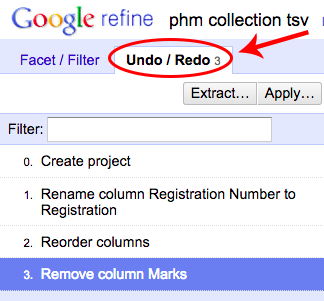 Google refine phm collection tsv
Facet / Filter Undo / Redo 3
Extract... Apply...
Filter:
0. Create project
1. Rename column Registration Number to
Registration
2. Reorder columns
3. Remove column Marks